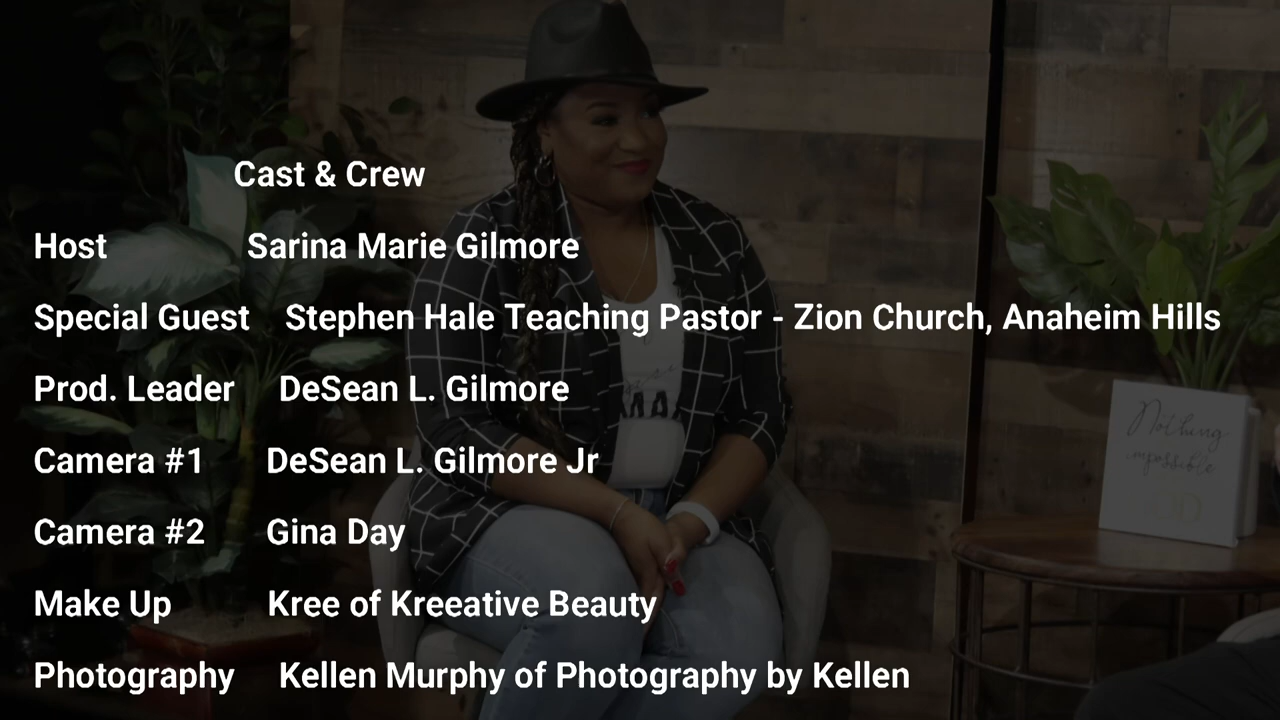 Cast & Crew
Host Sarina Marie Gilmore
Special Guest Stephen Hale Teaching Pastor - Zion Church, Anaheim Hills
Prod. Leader DeSean L. Gilmore
Camera #1 DeSean L. Gilmore Jr
Camera #2 Gina Day
Make Up Kree of Kreeative Beauty
Photography Kellen Murphy of Photography by Kellen
Nothing
impossible